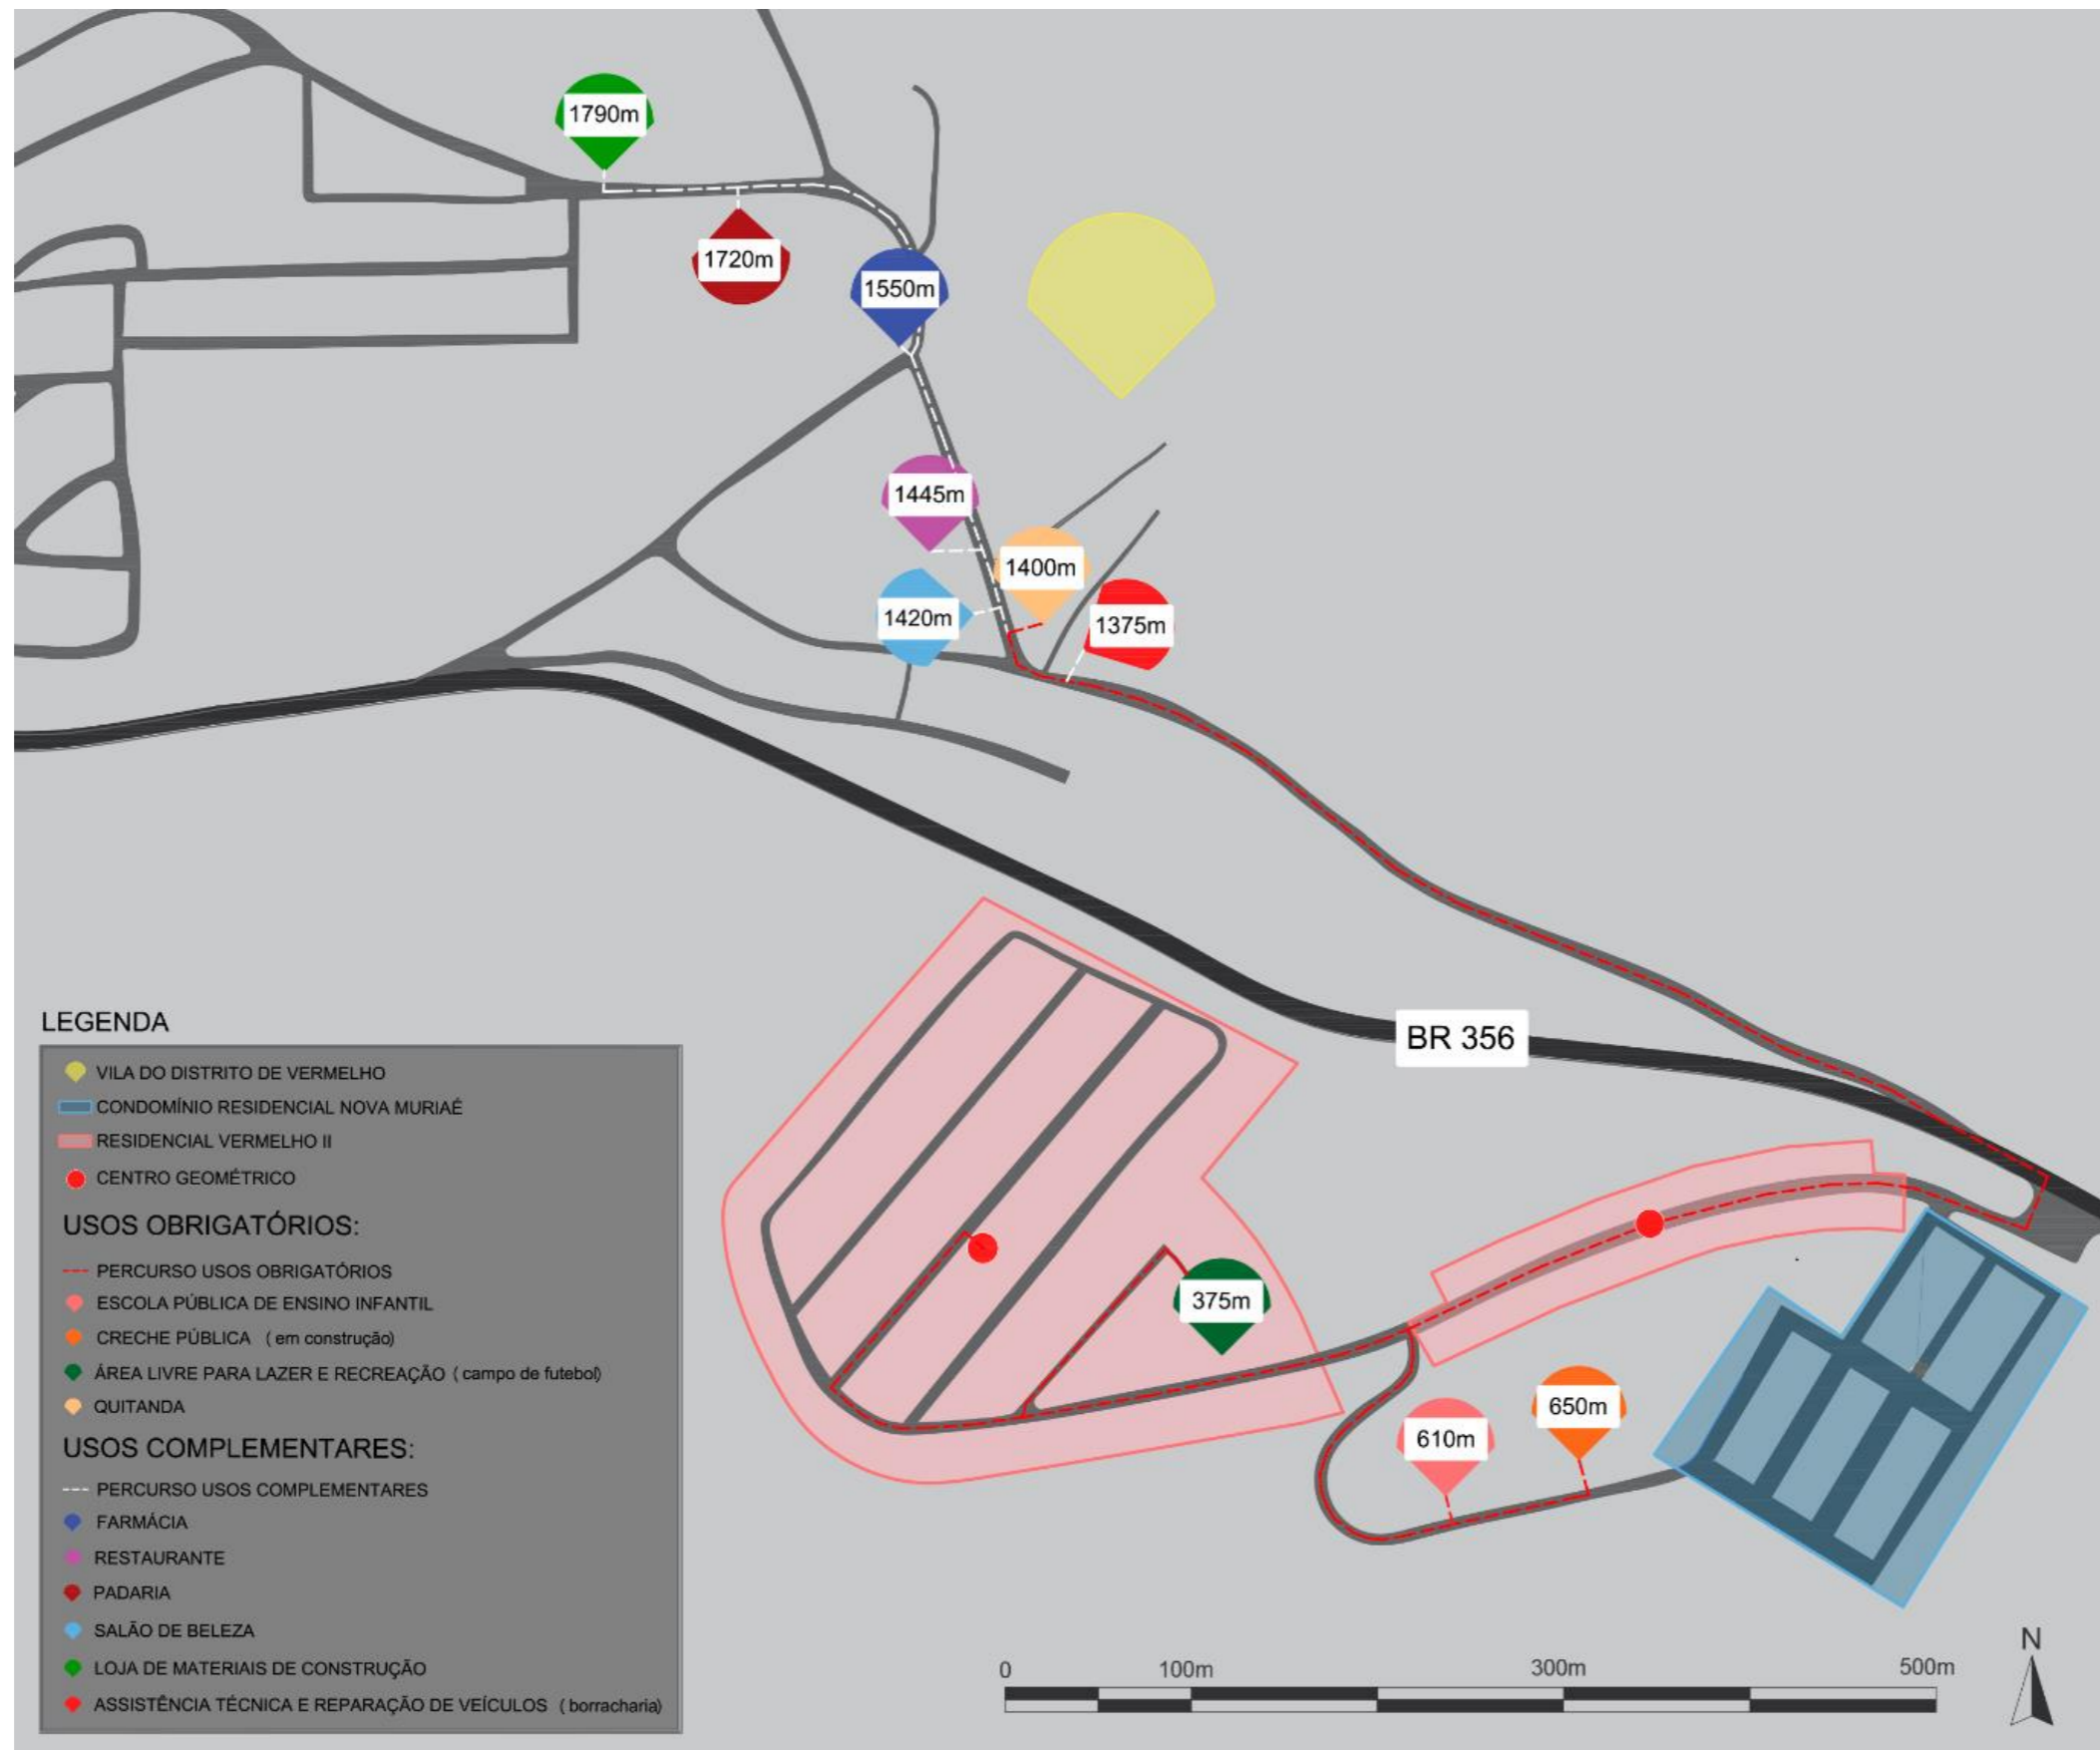 1790m
1720m
1550m
1445m
1400m
1420m
1375m
BR 356
375m
650m
610m
LEGENDA
VILA DO DISTRITO DE VERMELHO
CONDOMÍNIO RESIDENCIAL NOVA MURIAÉ
RESIDENCIAL VERMELHO II
CENTRO GEOMÉTRICO
USOS OBRIGATÓRIOS:
PERCURSO USOS OBRIGATÓRIOS
ESCOLA PÚBLICA DE ENSINO INFANTIL
CRECHE PÚBLICA ( em construção)
ÁREA LIVRE PARA LAZER E RECREAÇÃO ( campo de futebol)
QUITANDA
USOS COMPLEMENTARES:
PERCURSO USOS COMPLEMENTARES
FARMÁCIA
RESTAURANTE
PADARIA
SALÃO DE BELEZA
LOJA DE MATERIAIS DE CONSTRUÇÃO
ASSISTÊNCIA TÉCNICA E REPARAÇÃO DE VEÍCULOS ( borracharia)
0 100m 300m 500m
N